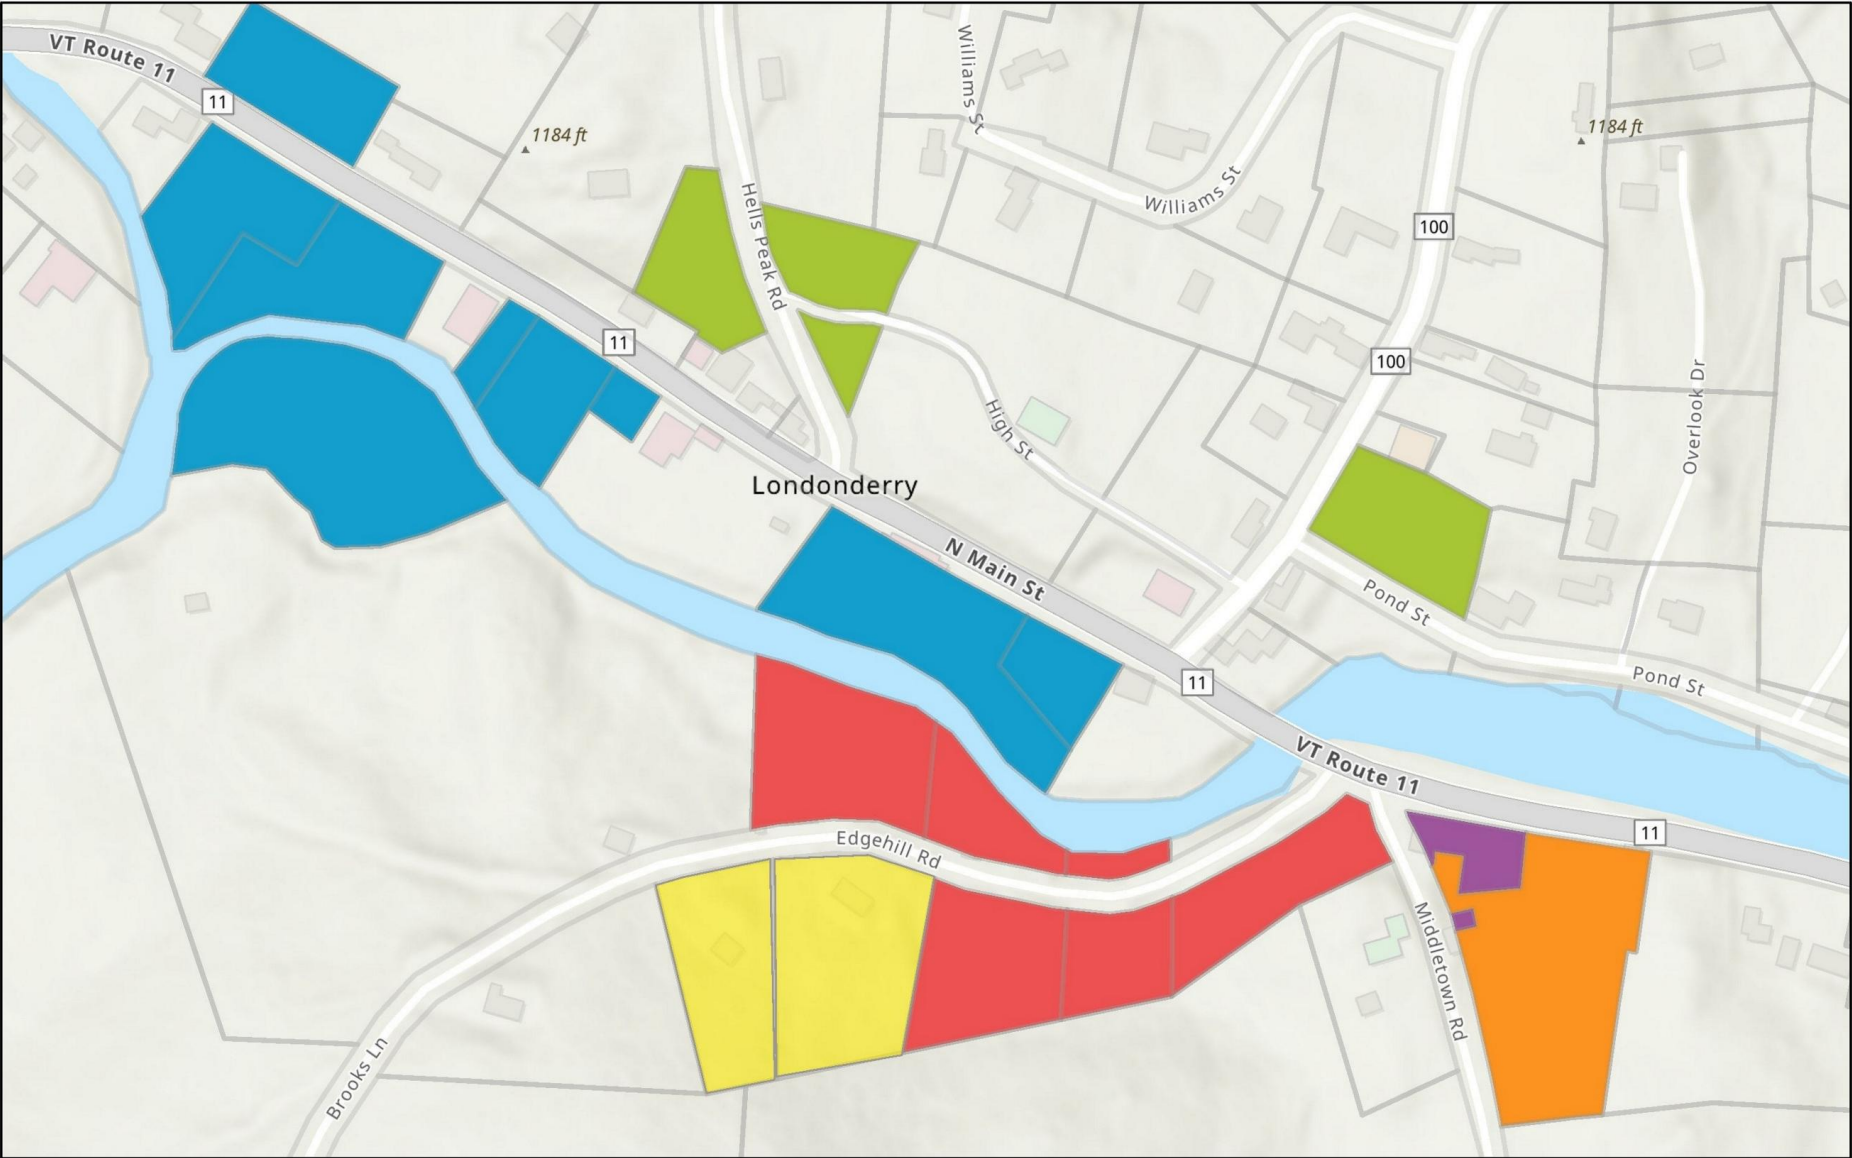 VT Route 11
11
Williams St
1184 ft
1184 ft
Hells Peak Rd
Williams St
100
11
100
High St
Overlook Dr
Londonderry
N Main St
Pond St
11
Pond St
VT Route 11
11
Edgehill Rd
Middletown Rd
Brooks Ln